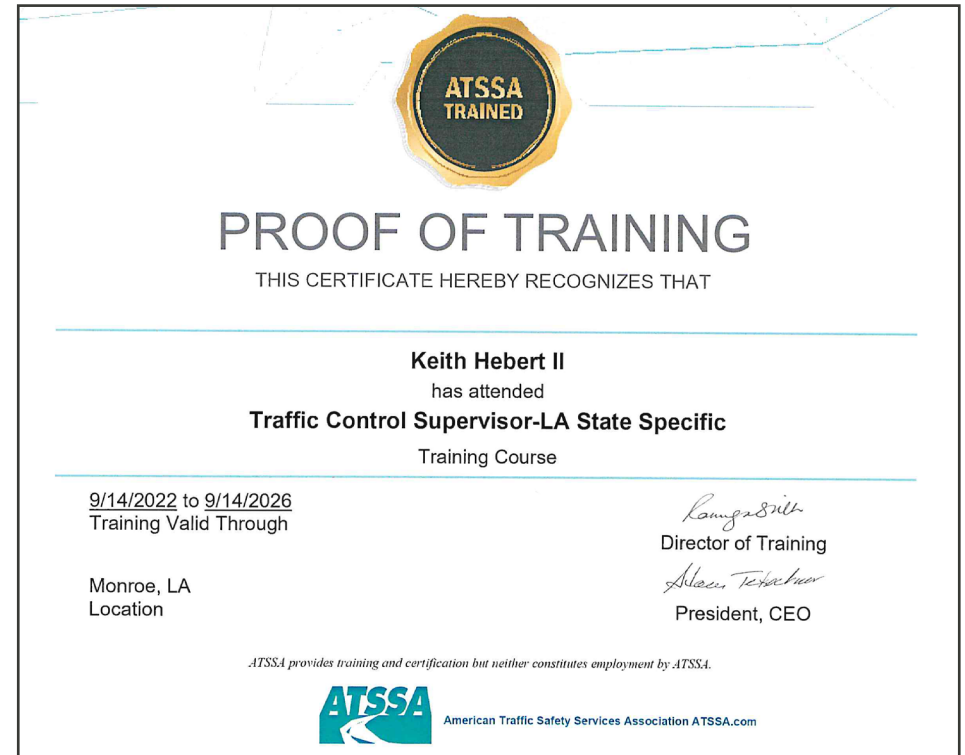 ATSSA
TRAINED
PROOF OF TRAINING
THIS CERTIFICATE HEREBY RECOGNIZES THAT
Keith Hebert II
has attended
Traffic Control Supervisor-LA State Specific
Training Course
9/14/2022 to 9/14/2026
Training Valid Through
Director of Training
Monroe, LA
Location
President, CEO
ATSSA provides training and certification but neither constitutes employment by ATSSA.
ATSSA
American Traffic Safety Services Association ATSSA.com